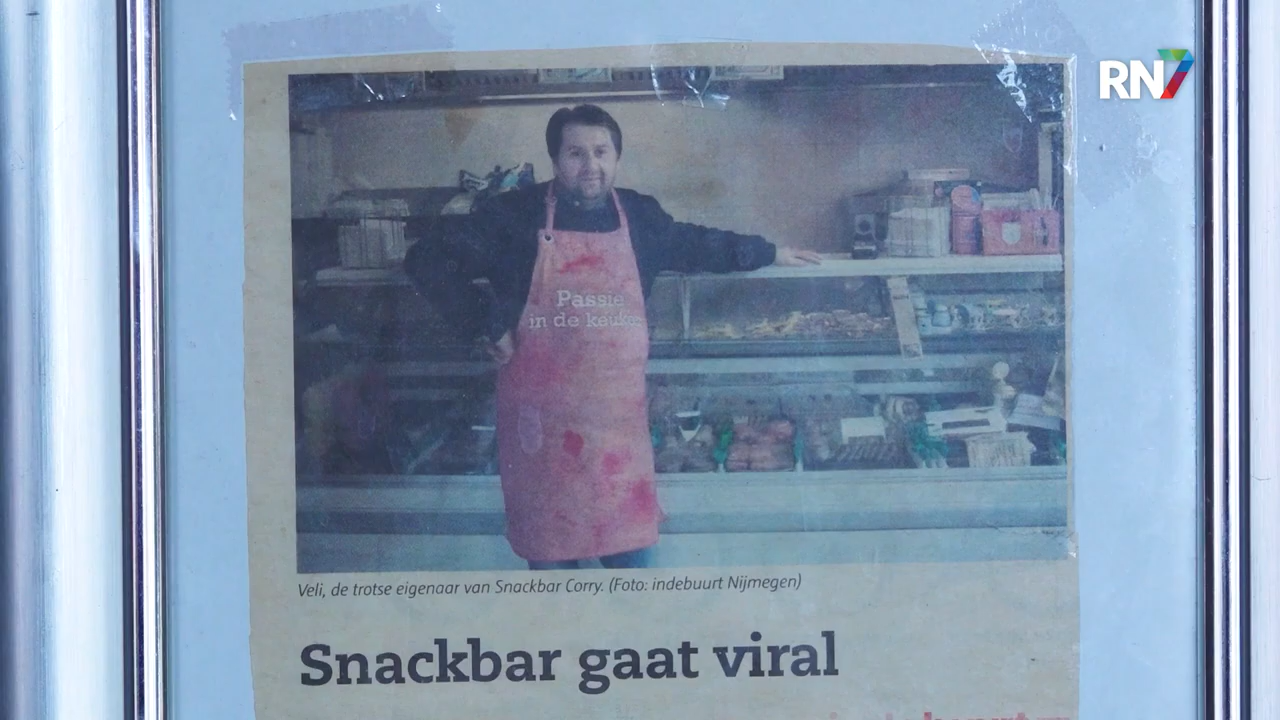 RN7
Passie
in de keuken
Veli, de trotse eigenaar van Snackbar Corry. (Foto: indebuurt Nijmegen)
Snackbar gaat viral